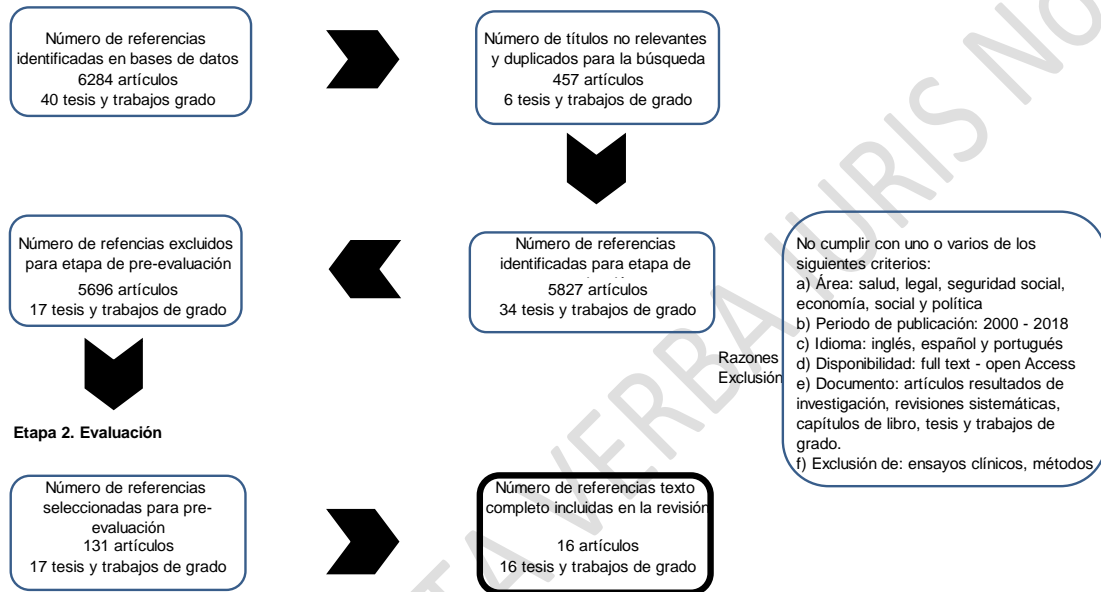 Número de referencias
identificadas en bases de datos
6284 artículos
40 tesis y trabajos grado
Número de títulos no relevantes
y duplicados para la búsqueda
457 artículos
6 tesis y trabajos de grado
Número de refencias excluidos
para etapa de pre-evaluación
5696 artículos
17 tesis y trabajos de grado
Número de referencias
identificadas para etapa de
5827 artículos
34 tesis y trabajos de grado
Razones
Exclusión
No cumplir con uno o varios de los
siguientes criterios:
a) Área: salud, legal, seguridad social,
economía, social y política
b) Periodo de publicación: 2000 - 2018
c) Idioma: inglés, español y portugués
d) Disponibilidad: full text - open Access
e) Documento: artículos resultados de
investigación, revisiones sistemáticas,
capítulos de libro, tesis y trabajos de
grado.
f) Exclusión de: ensayos clínicos, métodos
Etapa 2. Evaluación
Número de referencias
seleccionadas para pre-
evaluación
131 artículos
17 tesis y trabajos de grado
Número de referencias texto
completo incluidas en la revisión
16 artículos
16 tesis y trabajos de grado
VERBA IURIS